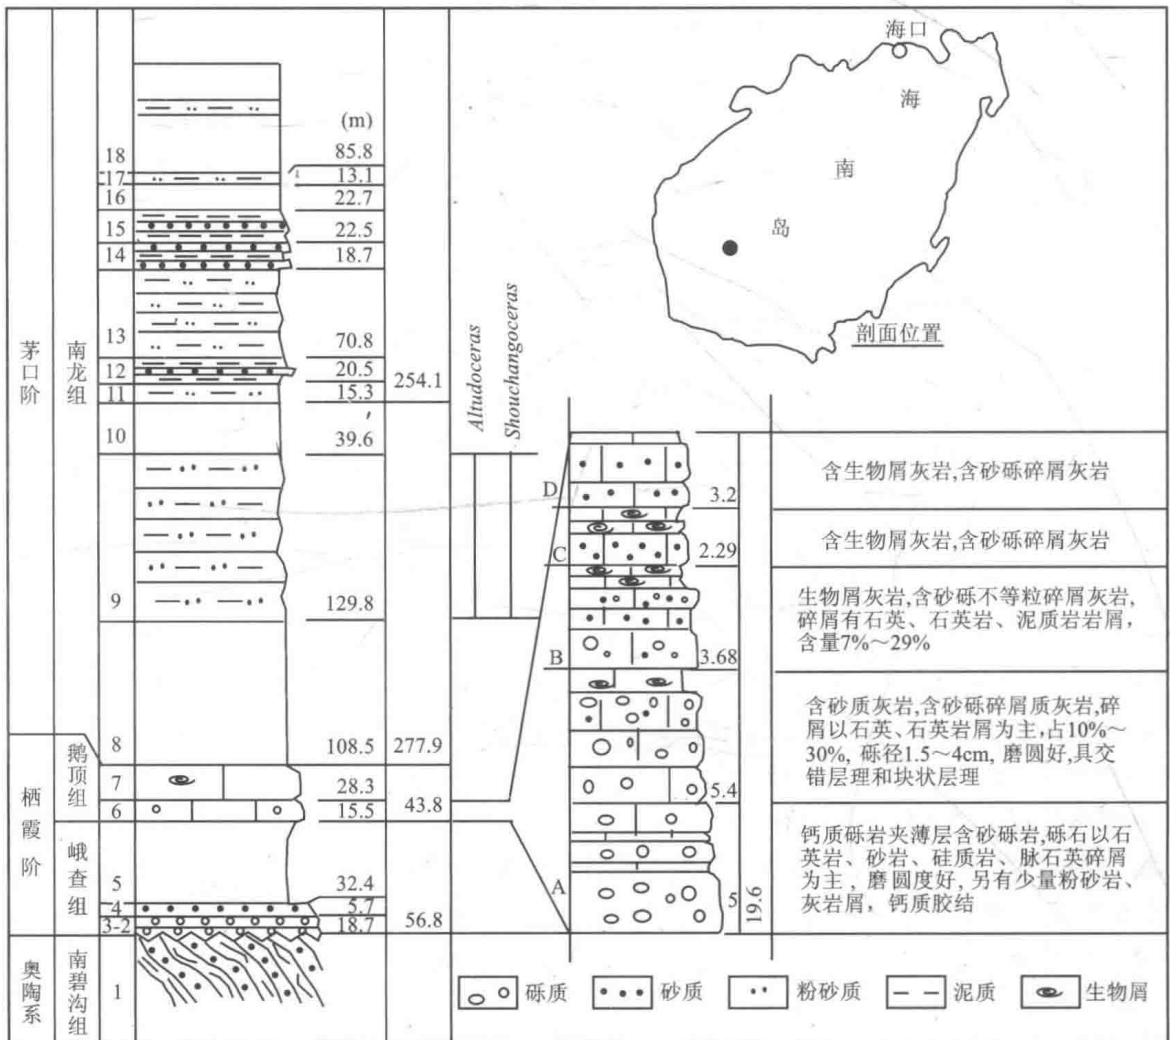 海口
海
南
岛
剖面位置
(m)
18
85.8
17
13.1
16
22.7
15
22.5
14
18.7
13
70.8
12
20.5
11
15.3
254.1
10
39.6
9
129.8
8
108.5
277.9
7
28.3
6
15.5
43.8
5
32.4
4
5.7
3-2
18.7
56.8
1
茅口阶
栖霞阶
奥陶系
南龙组
鹅顶组
峨查组
南碧沟组
Altudoceras
Shouchangoceras
D
3.2
含生物屑灰岩,含砂砾碎屑灰岩
C
2.29
含生物屑灰岩,含砂砾碎屑灰岩
B
3.68
生物屑灰岩,含砂砾不等粒碎屑灰岩,
碎屑有石英、石英岩、泥质岩岩屑,
含量7%～29%
5.4
含砂质灰岩,含砂砾碎屑质灰岩,碎
屑以石英、石英岩屑为主,占10%～
30%, 砾径1.5～4cm, 磨圆好,具交
错层理和块状层理
A
5
19.6
钙质砾岩夹薄层含砂砾岩,砾石以石
英岩、砂岩、硅质岩、脉石英碎屑
为主, 磨圆度好, 另有少量粉砂岩、
灰岩屑, 钙质胶结
砾质
砂质
粉砂质
泥质
生物屑